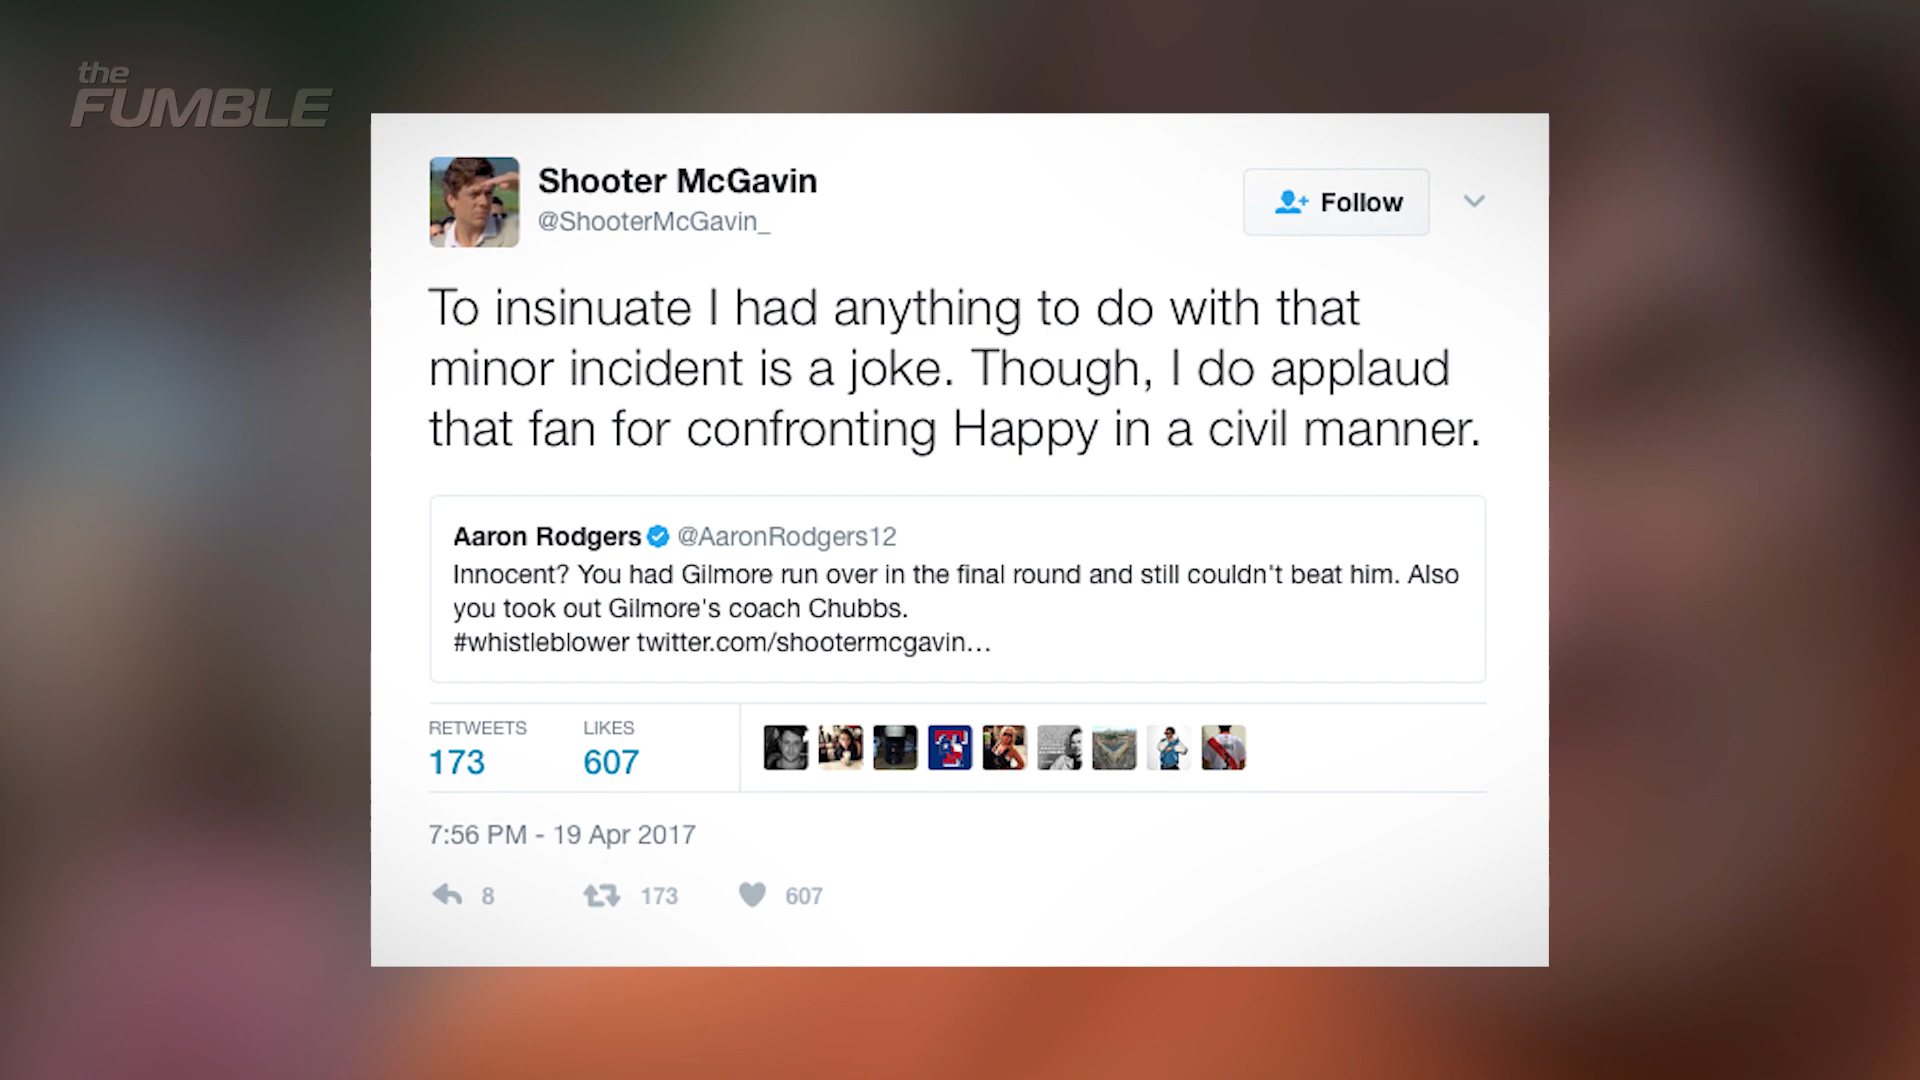 the
FUMBLE
Shooter McGavin
@ShooterMcGavin_
Follow
To insinuate I had anything to do with that
minor incident is a joke. Though, I do applaud
that fan for confronting Happy in a civil manner.
Aaron Rodgers @AaronRodgers12
Innocent? You had Gilmore run over in the final round and still couldn't beat him. Also
you took out Gilmore's coach Chubbs.
#whistleblower twitter.com/shootermcgavin…
RETWEETS LIKES
173 607
7:56 PM - 19 Apr 2017
8 173 607